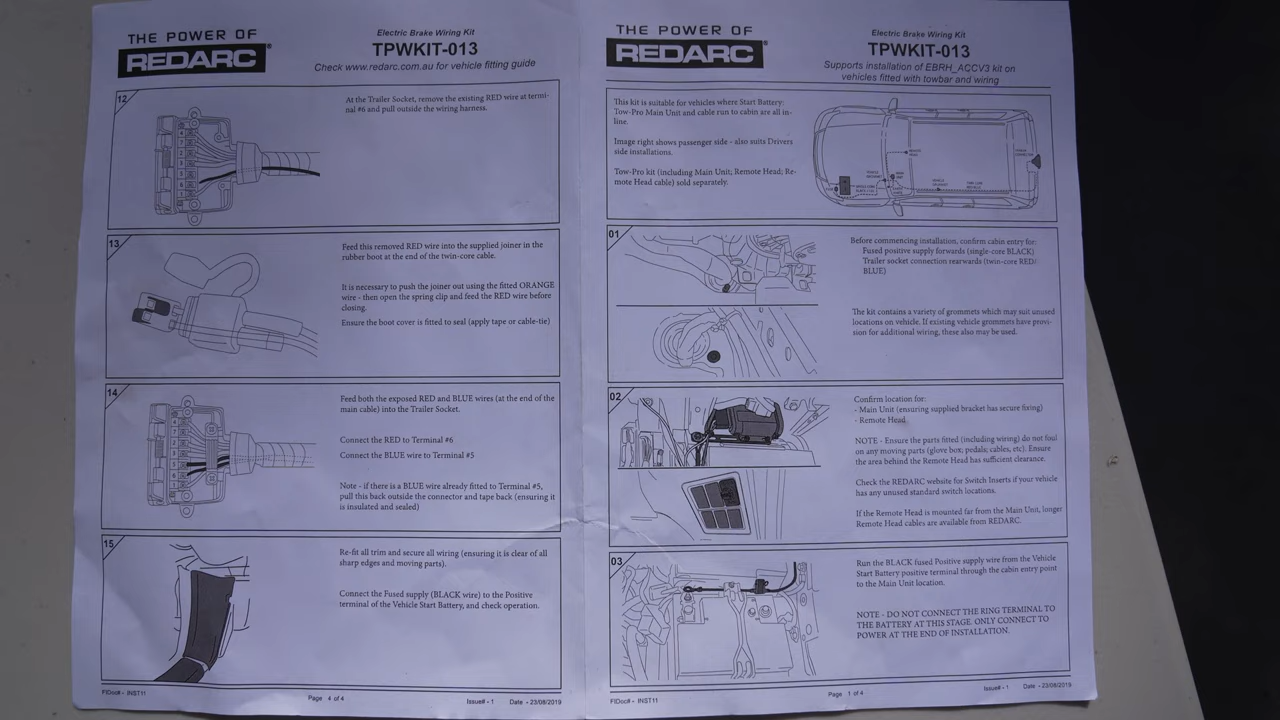 THE POWER OF
REDARC®
Electric Brake Wiring Kit
TPWKIT-013
Check www.redarc.com.au for vehicle fitting guide
12
At the Trailer Socket, remove the existing RED wire at termi-
nal #6 and pull outside the wiring harness.
13
Feed this removed RED wire into the supplied joiner in the
rubber boot at the end of the twin-core cable.
It is necessary to push the joiner out using the fitted ORANGE
wire - then open the spring clip and feed the RED wire before
closing.
Ensure the boot cover is fitted to seal (apply tape or cable-tie)
14
Feed both the exposed RED and BLUE wires (at the end of the
main cable) into the Trailer Socket.
Connect the RED to Terminal #6
Connect the BLUE wire to Terminal #5
Note - if there is a BLUE wire already fitted to Terminal #5,
pull this back outside the connector and tape back (ensuring it
is insulated and sealed)
15
Re-fit all trim and secure all wiring (ensuring it is clear of all
sharp edges and moving parts).
Connect the Fused supply (BLACK wire) to the Positive
terminal of the Vehicle Start Battery, and check operation.
FIDoc# - INST11
Page 4 of 4
Issue# - 1
Date - 23/08/2019
THE POWER OF
REDARC®
Electric Brake Wiring Kit
TPWKIT-013
Supports installation of EBRH_ACCV3 kit on
vehicles fitted with towbar and wiring
This kit is suitable for vehicles where Start Battery:
Tow-Pro Main Unit and cable run to cabin are all in-
line.
Image right shows passenger side - also suits Drivers
side installations.
Tow-Pro kit (including Main Unit; Remote Head; Re-
mote Head cable) sold separately.
01
Before commencing installation, confirm cabin entry for:
Fused positive supply forwards (single-core BLACK)
Trailer socket connection rearwards (twin-core RED/
BLUE)
The kit contains a variety of grommets which may suit unused
locations on vehicle. If existing vehicle grommets have provi-
sion for additional wiring, these also may be used.
02
Confirm location for:
- Main Unit (ensuring supplied bracket has secure fixing)
- Remote Head
NOTE - Ensure the parts fitted (including wiring) do not foul
on any moving parts (glove box; pedals; cables, etc). Ensure
the area behind the Remote Head has sufficient clearance.
Check the REDARC website for Switch Inserts if your vehicle
has any unused standard switch locations.
If the Remote Head is mounted far from the Main Unit, longer
Remote Head cables are available from REDARC.
03
Run the BLACK fused Positive supply wire from the Vehicle
Start Battery positive terminal through the cabin entry point
to the Main Unit location.
NOTE - DO NOT CONNECT THE RING TERMINAL TO
THE BATTERY AT THIS STAGE. ONLY CONNECT TO
POWER AT THE END OF INSTALLATION.
FIDoc# - INST11
Page 1 of 4
Issue# - 1
Date - 23/08/2019